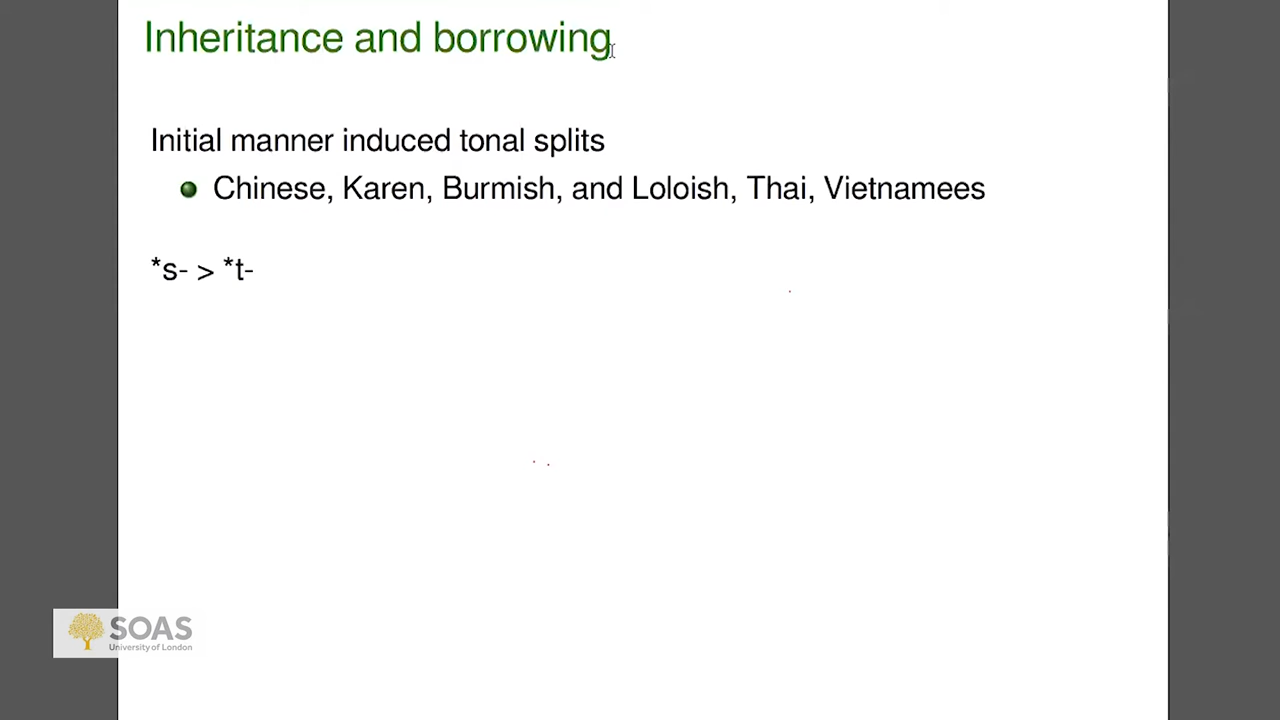 Inheritance and borrowing
Initial manner induced tonal splits
Chinese, Karen, Burmish, and Loloish, Thai, Vietnamees
*s- > *t-
SOAS
University of London